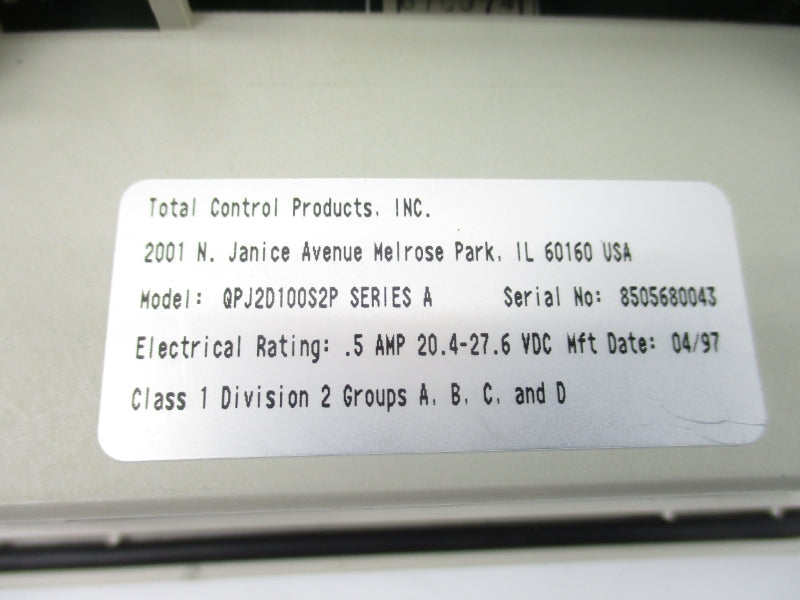 Total Control Products, INC.
2001 N. Janice Avenue Melrose Park, IL 60160 USA
Model: QPJ2D100S2P SERIES A Serial No: 8505680043
Electrical Rating: .5 AMP 20.4-27.6 VDC Mft Date: 04/97
Class 1 Division 2 Groups A, B, C, and D